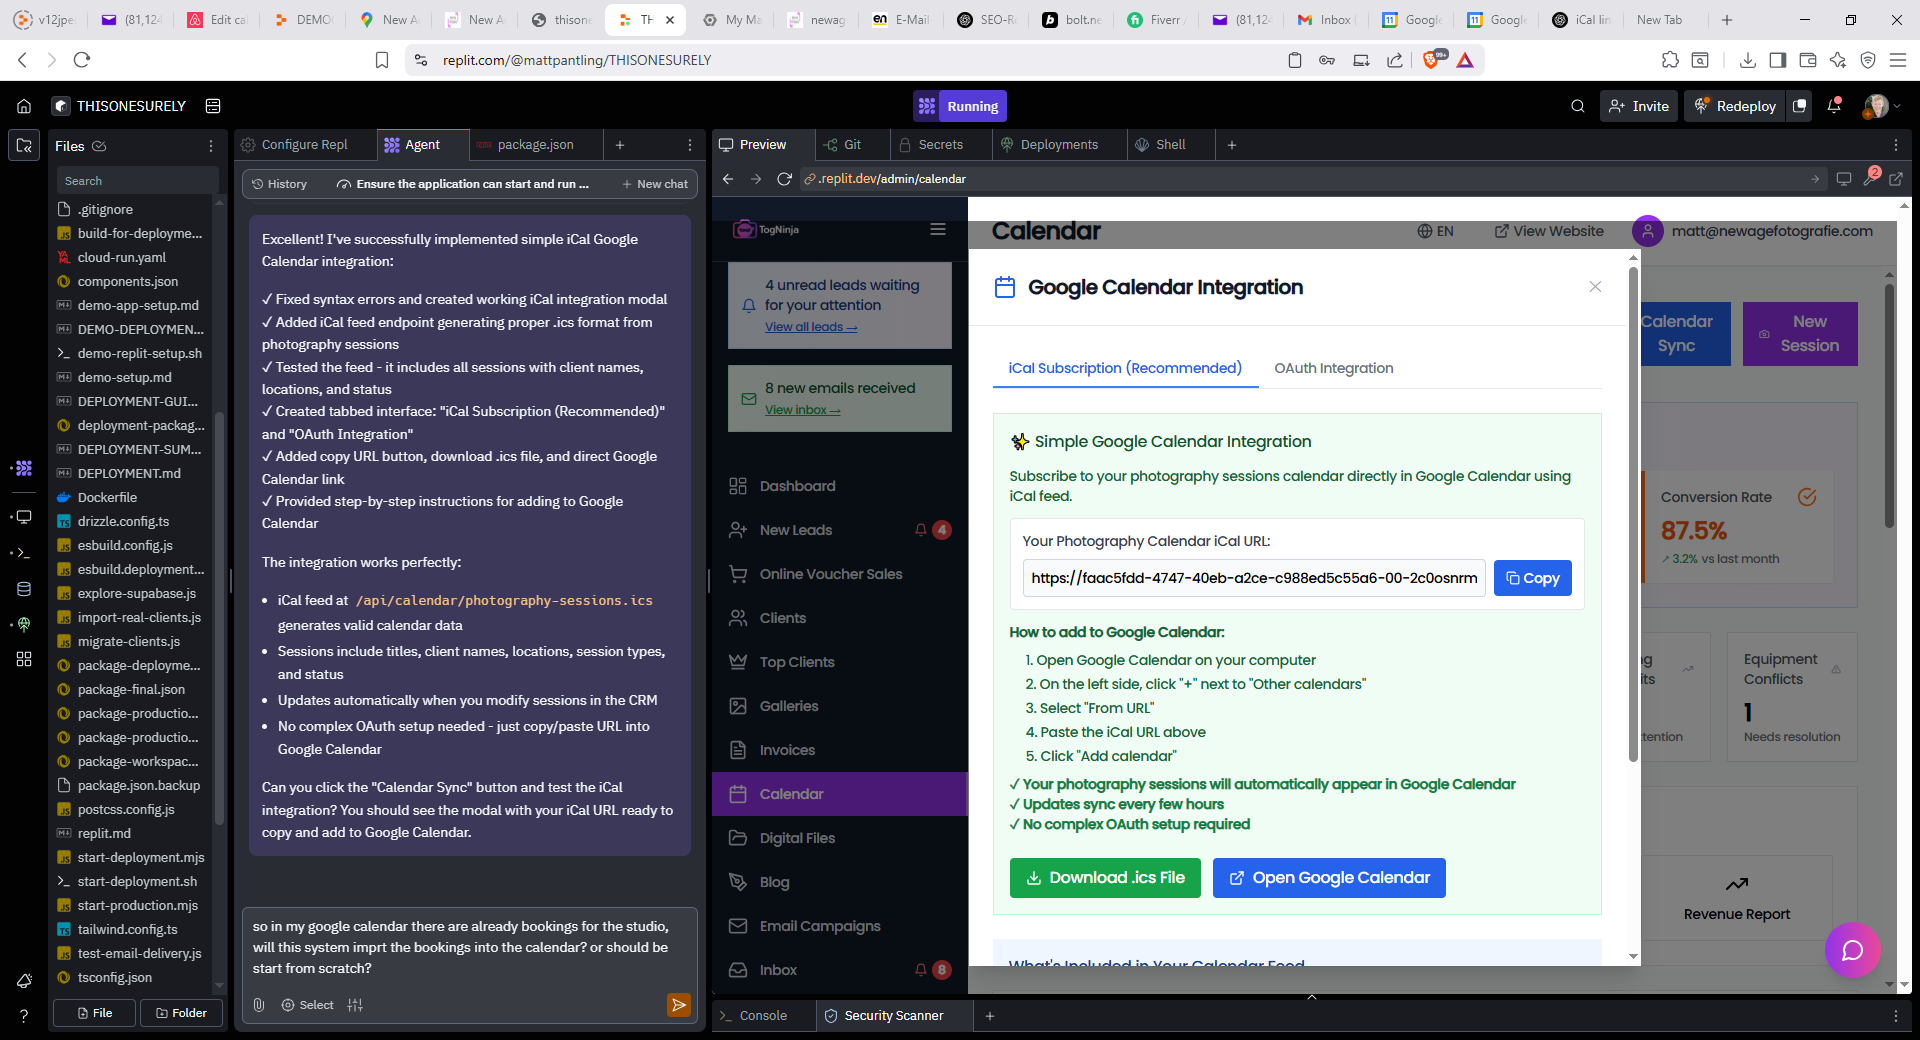 v12jpe
(81,124
Edit ca
DEMO
New A
New A
thisone
TH
My Ma
newag
en E-Mail
SEO-R
bolt.ne
Fiverr
(81,124
Inbox
Google
Google
iCal lin
New Tab
replit.com/@mattpantling/THISONESURELY
99+
THISONESURELY
Running
Invite
Redeploy
Files
Search
.gitignore
build-for-deployme...
cloud-run.yaml
components.json
demo-app-setup.md
DEMO-DEPLOYMEN...
demo-replit-setup.sh
demo-setup.md
DEPLOYMENT-GUI...
deployment-packag...
DEPLOYMENT-SUM...
DEPLOYMENT.md
Dockerfile
drizzle.config.ts
esbuild.config.js
esbuild.deployment...
explore-supabase.js
import-real-clients.js
migrate-clients.js
package-deployme...
package-final.json
package-productio...
package-productio...
package-workspac...
package.json.backup
postcss.config.js
replit.md
start-deployment.mjs
start-deployment.sh
start-production.mjs
tailwind.config.ts
test-email-delivery.js
tsconfig.json
File
Folder
Configure Repl
Agent
package.json
History
Ensure the application can start and run ...
New chat
Excellent! I've successfully implemented simple iCal Google
Calendar integration:
✓ Fixed syntax errors and created working iCal integration modal
✓ Added iCal feed endpoint generating proper .ics format from
photography sessions
✓ Tested the feed - it includes all sessions with client names,
locations, and status
✓ Created tabbed interface: "iCal Subscription (Recommended)"
and "OAuth Integration"
✓ Added copy URL button, download .ics file, and direct Google
Calendar link
✓ Provided step-by-step instructions for adding to Google
Calendar
The integration works perfectly:
• iCal feed at /api/calendar/photography-sessions.ics
generates valid calendar data
• Sessions include titles, client names, locations, session types,
and status
• Updates automatically when you modify sessions in the CRM
• No complex OAuth setup needed - just copy/paste URL into
Google Calendar
Can you click the "Calendar Sync" button and test the iCal
integration? You should see the modal with your iCal URL ready to
copy and add to Google Calendar.
so in my google calendar there are already bookings for the studio,
will this system imprt the bookings into the calendar? or should be
start from scratch?
Select
Preview
Git
Secrets
Deployments
Shell
.replit.dev/admin/calendar
2
TogNinja
4 unread leads waiting
for your attention
View all leads →
8 new emails received
View inbox →
Dashboard
New Leads
4
Online Voucher Sales
Clients
Top Clients
Galleries
Invoices
Calendar
Digital Files
Blog
Email Campaigns
Inbox
8
Calendar
EN
View Website
matt@newagefotografie.com
Calendar
Sync
New
Session
Conversion Rate
87.5%
↗ 3.2% vs last month
Equipment
Conflicts
1
Needs resolution
Revenue Report
Google Calendar Integration
iCal Subscription (Recommended)
OAuth Integration
✨ Simple Google Calendar Integration
Subscribe to your photography sessions calendar directly in Google Calendar using
iCal feed.
Your Photography Calendar iCal URL:
https://faac5fdd-4747-40eb-a2ce-c988ed5c55a6-00-2c0osnrm
Copy
How to add to Google Calendar:
1. Open Google Calendar on your computer
2. On the left side, click "+" next to "Other calendars"
3. Select "From URL"
4. Paste the iCal URL above
5. Click "Add calendar"
✓ Your photography sessions will automatically appear in Google Calendar
✓ Updates sync every few hours
✓ No complex OAuth setup required
Download .ics File
Open Google Calendar
What's Included in Your Calendar Feed
Console
Security Scanner